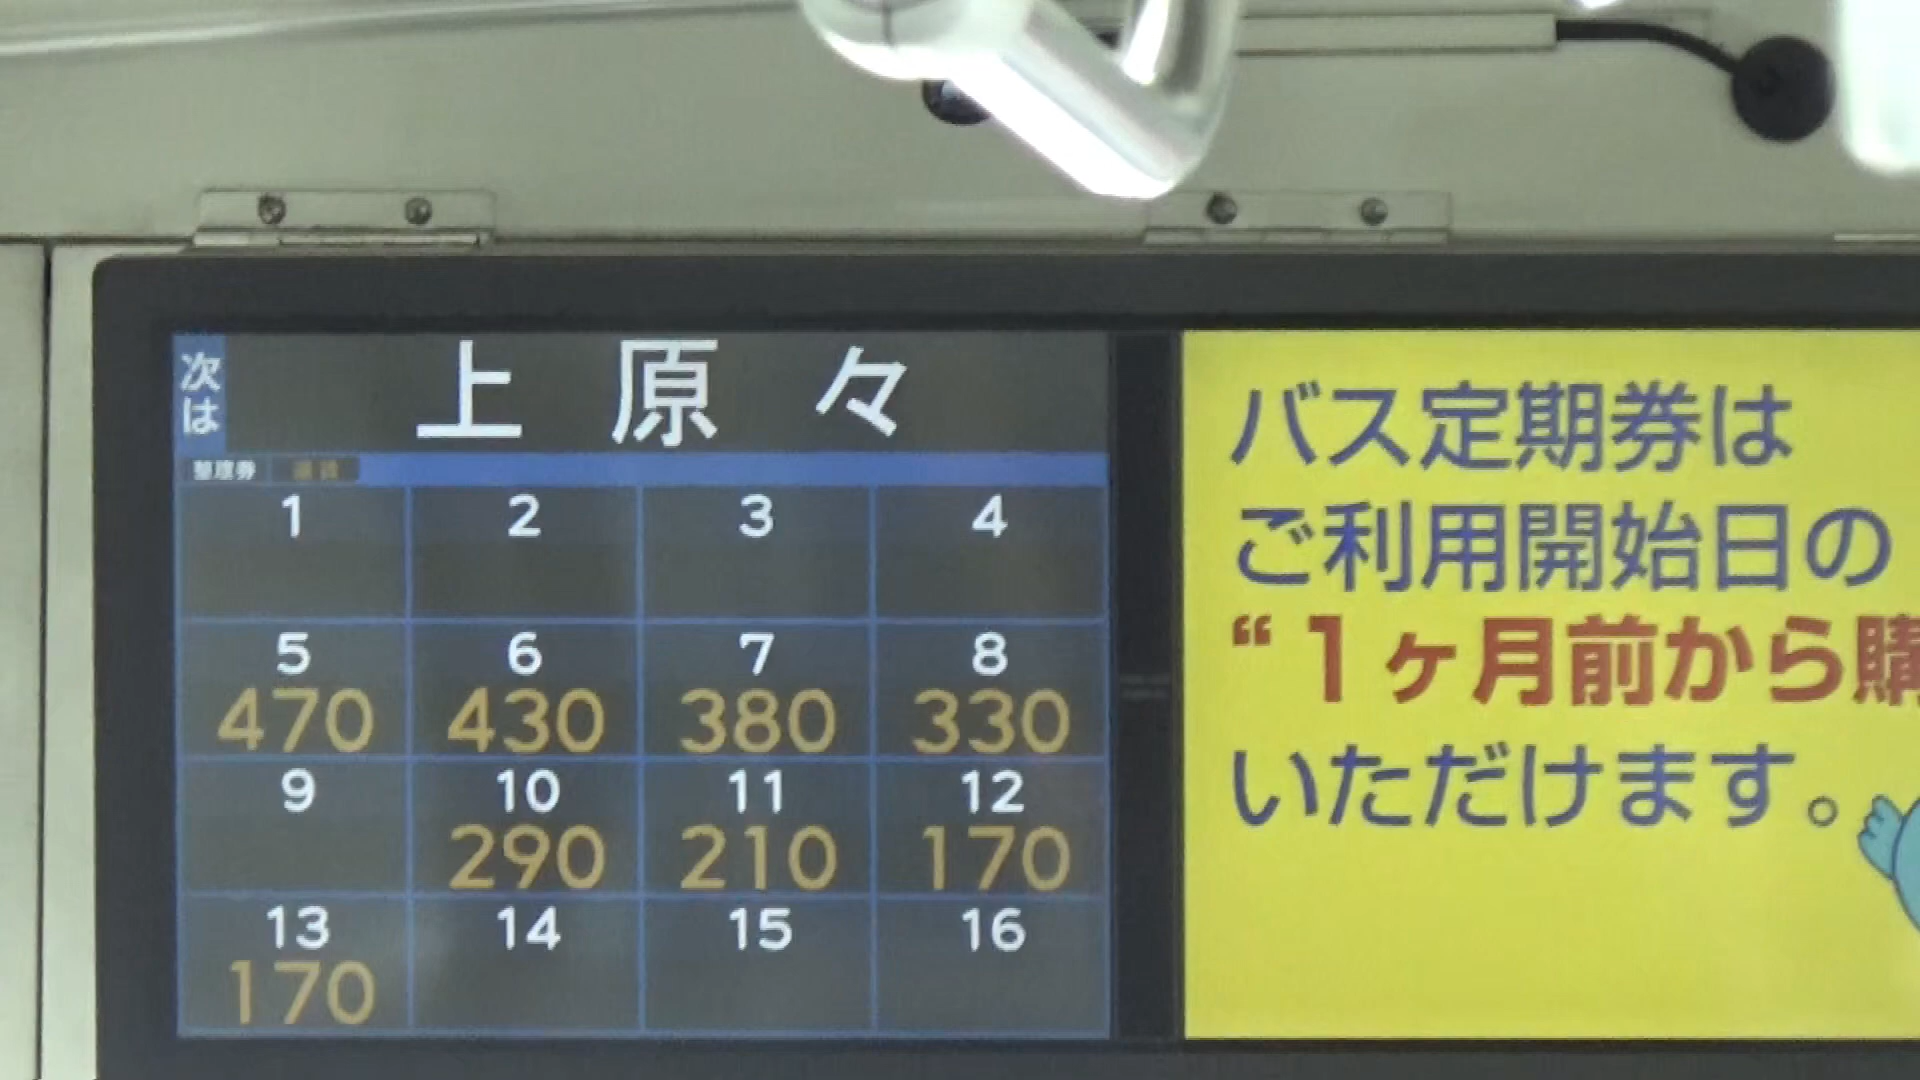 次は
上原々
整理券 運賃
1 2 3 4
5 6 7 8
470 430 380 330
9 10 11 12
290 210 170
13 14 15 16
170
バス定期券は
ご利用開始日の
“1ヶ月前から購
いただけます。